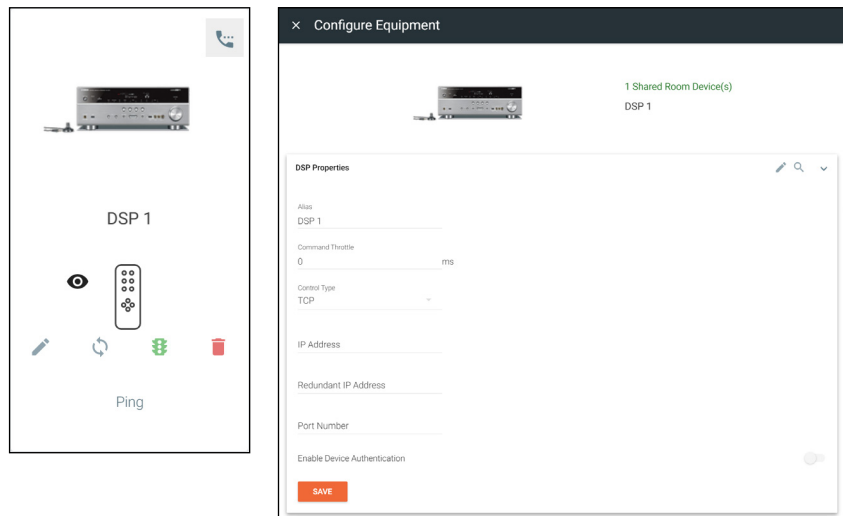 DSP 1
Ping
× Configure Equipment
1 Shared Room Device(s)
DSP 1
DSP Properties
Alias
DSP 1
Command Throttle
0 ms
Control Type
TCP
IP Address
Redundant IP Address
Port Number
Enable Device Authentication
SAVE